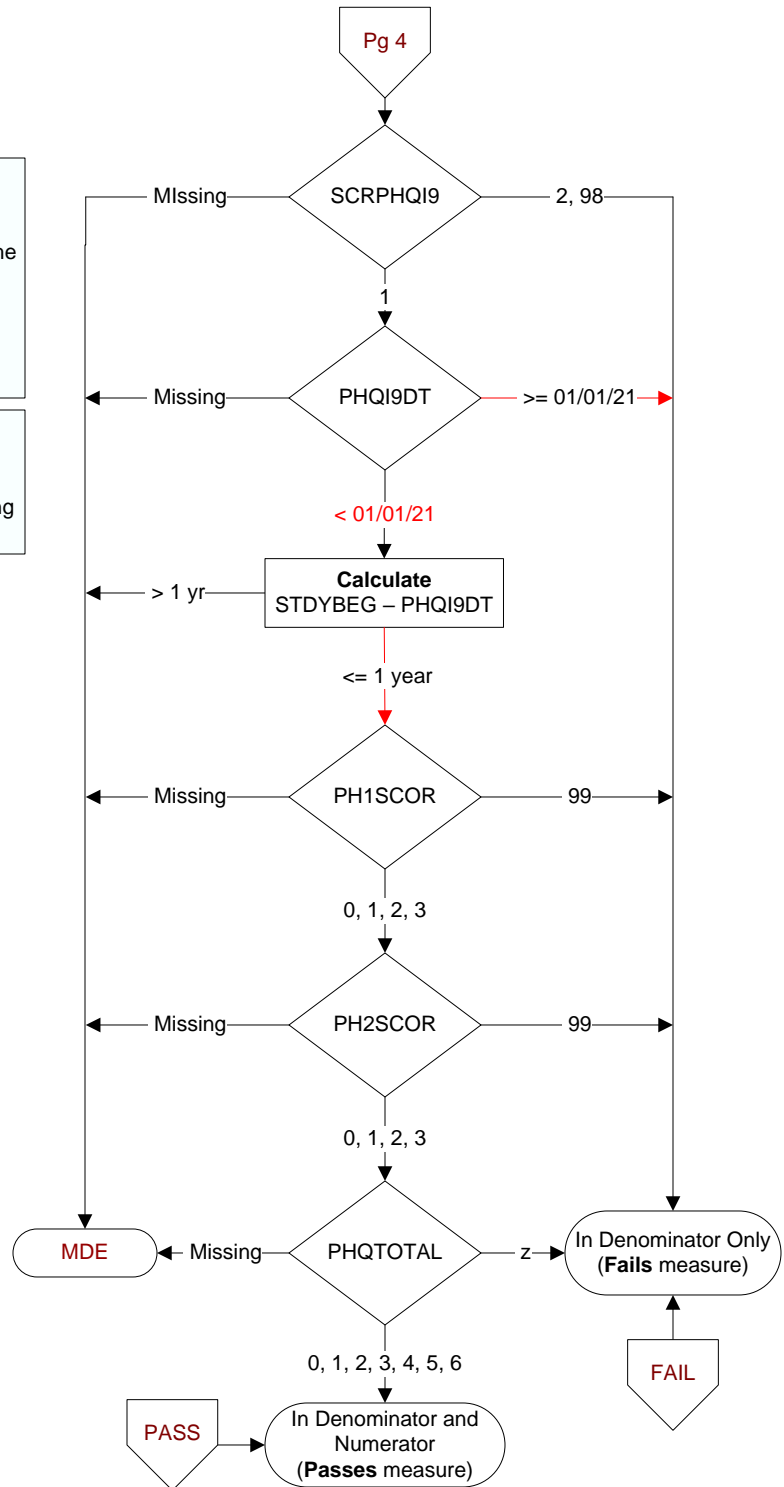 Pg 4
MIssing
SCRPHQI9
2, 98
ne
1
Missing
PHQI9DT
>= 01/01/21
ng
< 01/01/21
Calculate
STDYBEG – PHQI9DT
> 1 yr
<= 1 year
Missing
PH1SCOR
99
0, 1, 2, 3
Missing
PH2SCOR
99
0, 1, 2, 3
MDE
Missing
PHQTOTAL
z
In Denominator Only
(Fails measure)
0, 1, 2, 3, 4, 5, 6
FAIL
PASS
In Denominator and
Numerator
(Passes measure)